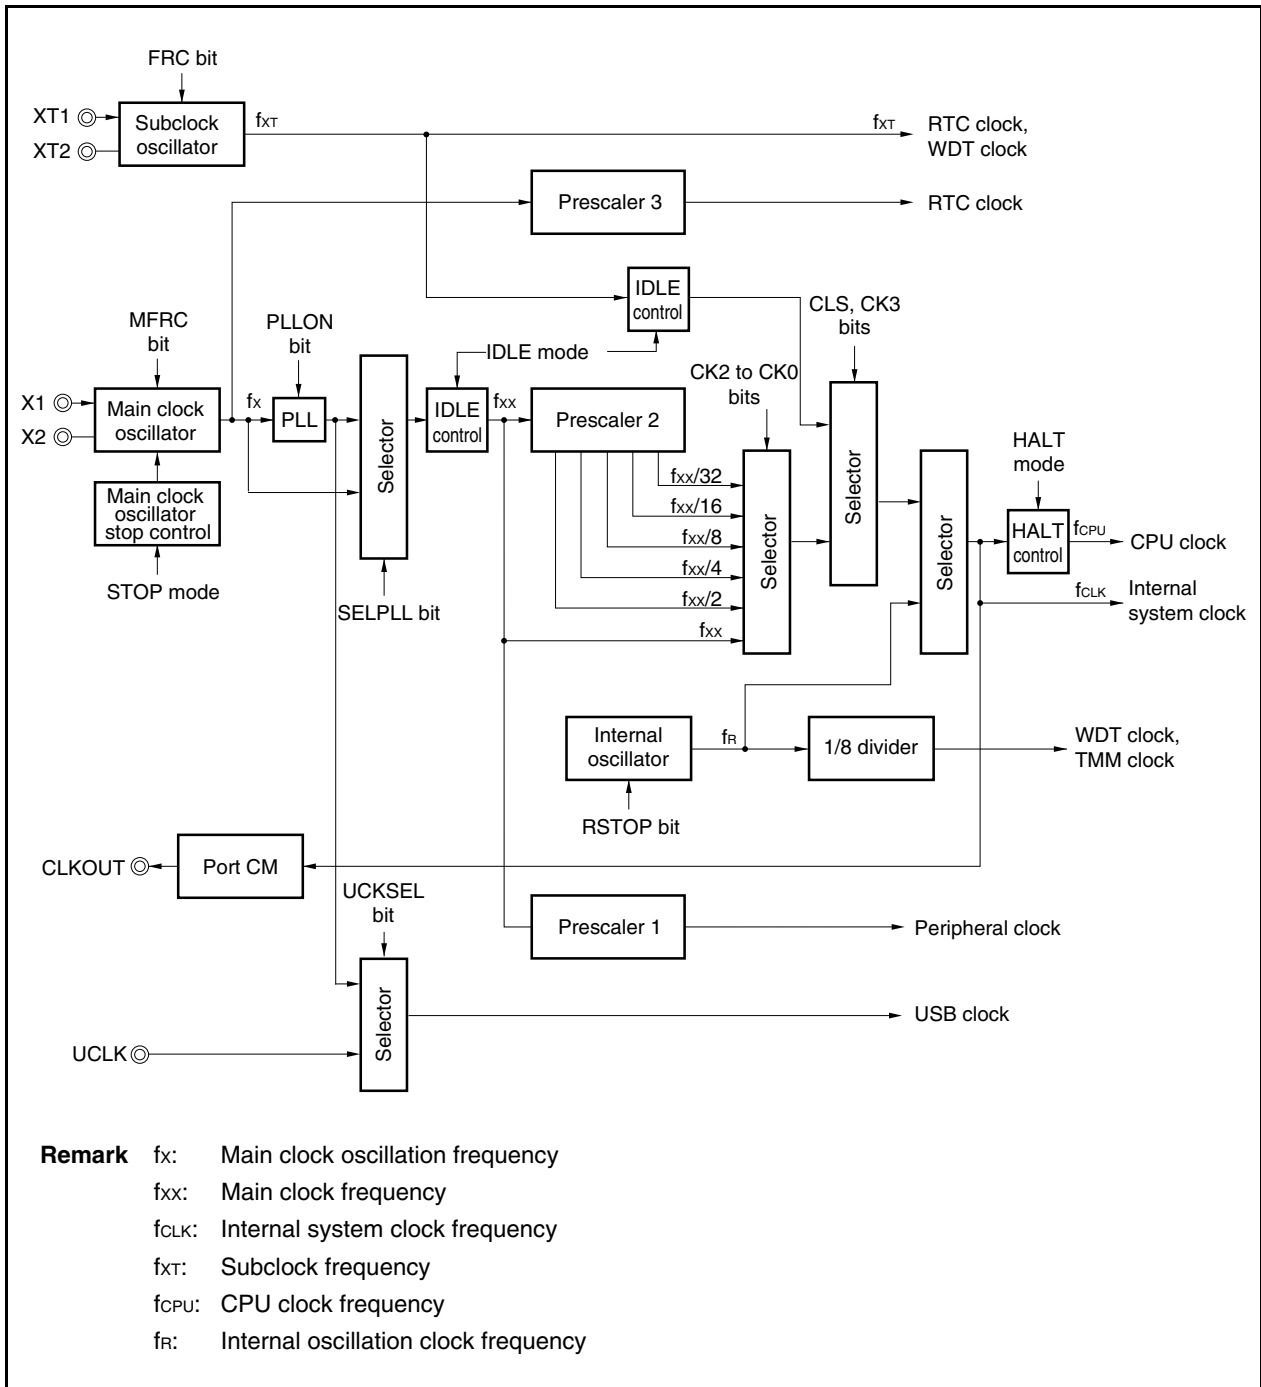 FRC bit
XT1
XT2
Subclock
oscillator
fXT
fXT
RTC clock,
WDT clock
Prescaler 3
RTC clock
IDLE
control
CLS, CK3
bits
MFRC
bit
PLLON
bit
IDLE mode
CK2 to CK0
bits
X1
X2
Main clock
oscillator
fX
PLL
Selector
IDLE
control
fXX
Prescaler 2
HALT
mode
Main clock
oscillator
stop control
STOP mode
SELPLL bit
fXX/32
fXX/16
fXX/8
fXX/4
fXX/2
fXX
Selector
Selector
Selector
HALT
control
fCPU
CPU clock
fCLK
Internal
system clock
Internal
oscillator
fR
1/8 divider
WDT clock,
TMM clock
RSTOP bit
CLKOUT
Port CM
UCKSEL
bit
Prescaler 1
Peripheral clock
Selector
USB clock
UCLK
Remark fX: Main clock oscillation frequency
fXX: Main clock frequency
fCLK: Internal system clock frequency
fXT: Subclock frequency
fCPU: CPU clock frequency
fR: Internal oscillation clock frequency